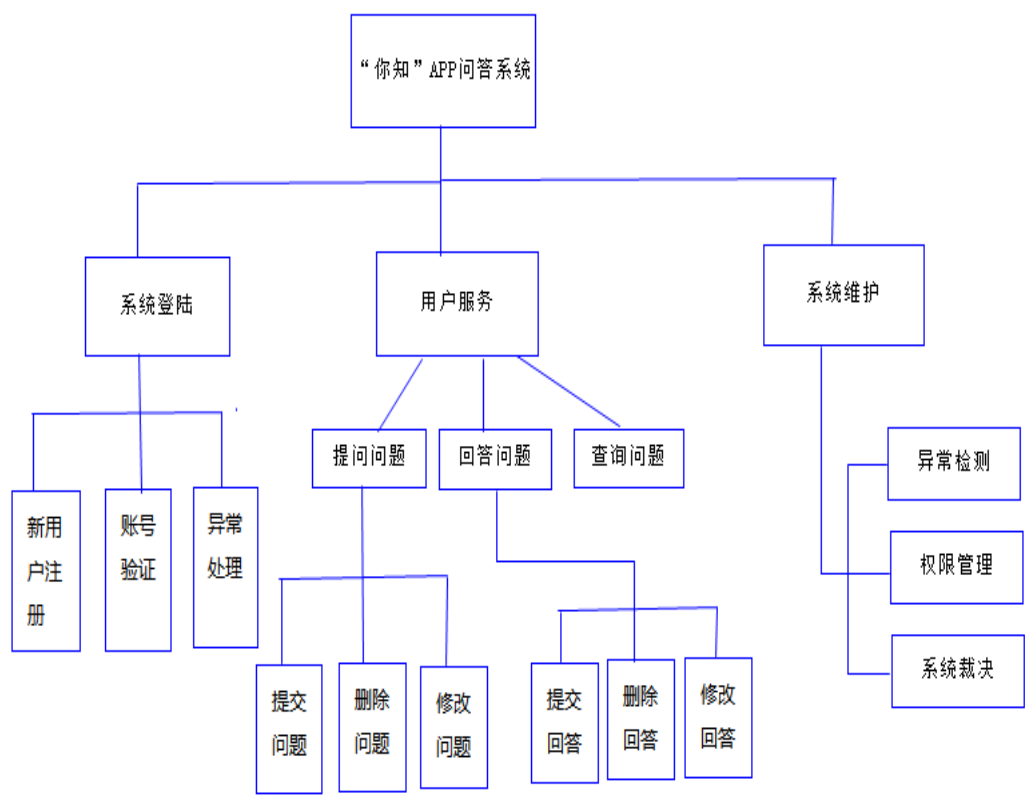 “你知”APP问答系统
系统登陆
用户服务
系统维护
提问问题
回答问题
查询问题
异常检测
权限管理
系统裁决
新用
户注
册
账号
验证
异常
处理
提交
问题
删除
问题
修改
问题
提交
回答
删除
回答
修改
回答